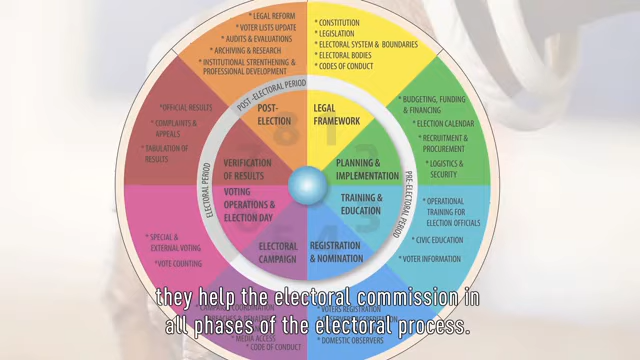 * LEGAL REFORM
* VOTER LISTS UPDATE
* AUDITS & EVALUATIONS
* ARCHIVING & RESEARCH
* INSTITUTIONAL STRENGTHENING &
PROFESSIONAL DEVELOPMENT
* CONSTITUTION
* LEGISLATION
* ELECTORAL SYSTEM & BOUNDARIES
* ELECTORAL BODIES
* CODES OF CONDUCT
POST-ELECTORAL PERIOD
POST-
ELECTION
LEGAL
FRAMEWORK
8 1
* OFFICIAL RESULTS
* COMPLAINTS &
APPEALS
* TABULATION OF
RESULTS
* BUDGETING, FUNDING
& FINANCING
* ELECTION CALENDAR
* RECRUITMENT &
PROCUREMENT
* LOGISTICS &
SECURITY
ELECTORAL PERIOD
VERIFICATION
OF RESULTS
PLANNING &
IMPLEMENTATION
PRE-ELECTORAL PERIOD
VOTING
OPERATIONS &
ELECTION DAY
TRAINING &
EDUCATION
* SPECIAL &
EXTERNAL VOTING
* VOTE COUNTING
* OPERATIONAL
TRAINING FOR
ELECTION OFFICIALS
* CIVIC EDUCATION
* VOTER INFORMATION
ELECTORAL
CAMPAIGN
REGISTRATION
& NOMINATION
COORDINATION
VOTERS REGISTRATION
* MEDIA ACCESS
* CODE OF CONDUCT
* DOMESTIC OBSERVERS
they help the electoral commission in
all phases of the electoral process.